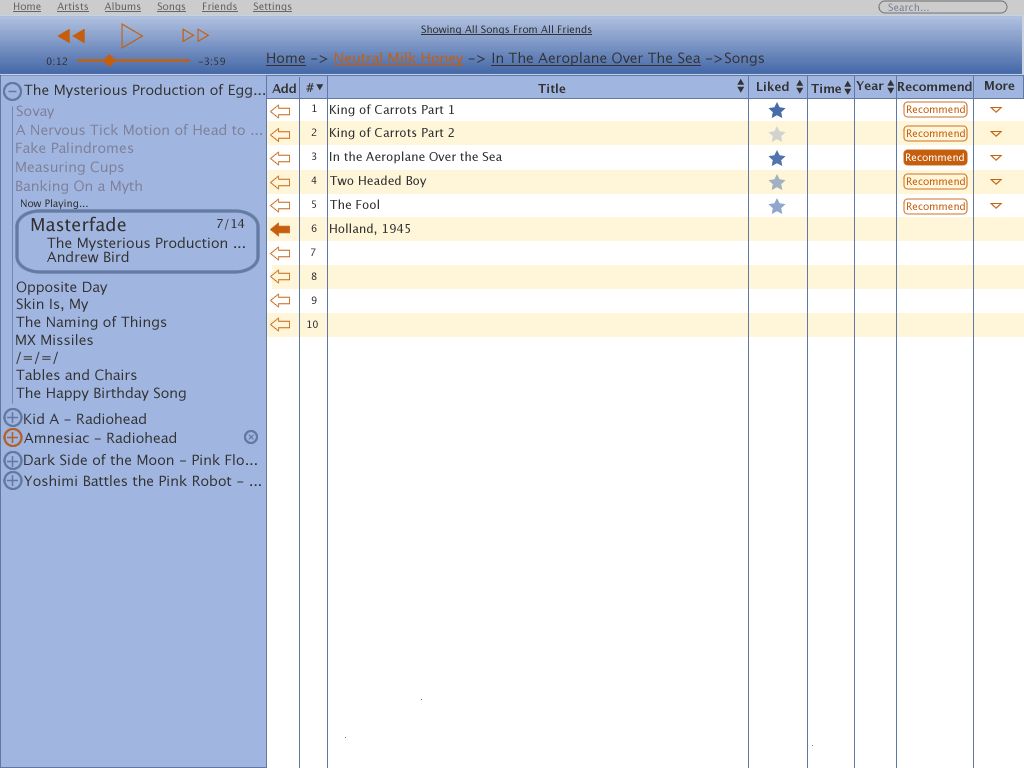 Home Artists Albums Songs Friends Settings Search...
Showing All Songs From All Friends
0:12 -3:59 Home -> Neutral Milk Honey -> In The Aeroplane Over The Sea ->Songs
The Mysterious Production of Egg...
Sovay
A Nervous Tick Motion of Head to ...
Fake Palindromes
Measuring Cups
Banking On a Myth
Now Playing...
Masterfade 7/14
The Mysterious Production ...
Andrew Bird
Opposite Day
Skin Is, My
The Naming of Things
MX Missiles
/=/=/
Tables and Chairs
The Happy Birthday Song
Kid A - Radiohead
Amnesiac - Radiohead
Dark Side of the Moon - Pink Flo...
Yoshimi Battles the Pink Robot - ...
Add # Title Liked Time Year Recommend More
1 King of Carrots Part 1 Recommend
2 King of Carrots Part 2 Recommend
3 In the Aeroplane Over the Sea Recommend
4 Two Headed Boy Recommend
5 The Fool Recommend
6 Holland, 1945
7
8
9
10